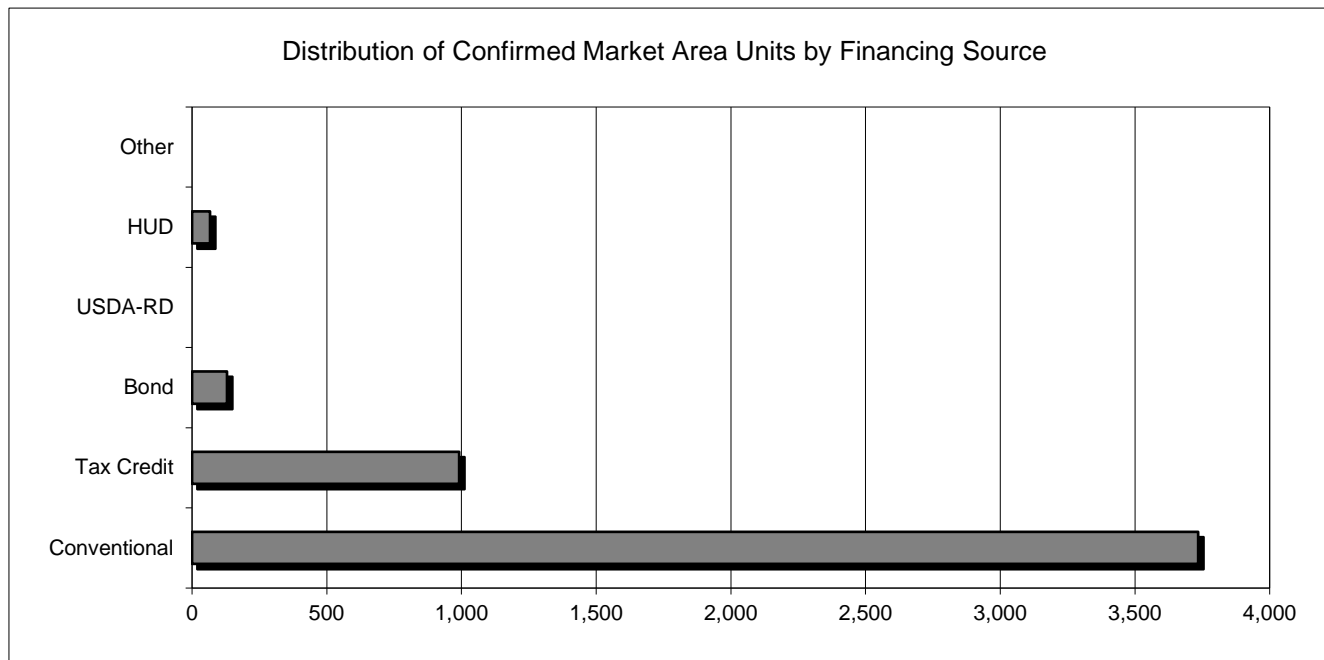 Distribution of Confirmed Market Area Units by Financing Source
Other
HUD
USDA-RD
Bond
Tax Credit
Conventional
0 500 1,000 1,500 2,000 2,500 3,000 3,500 4,000